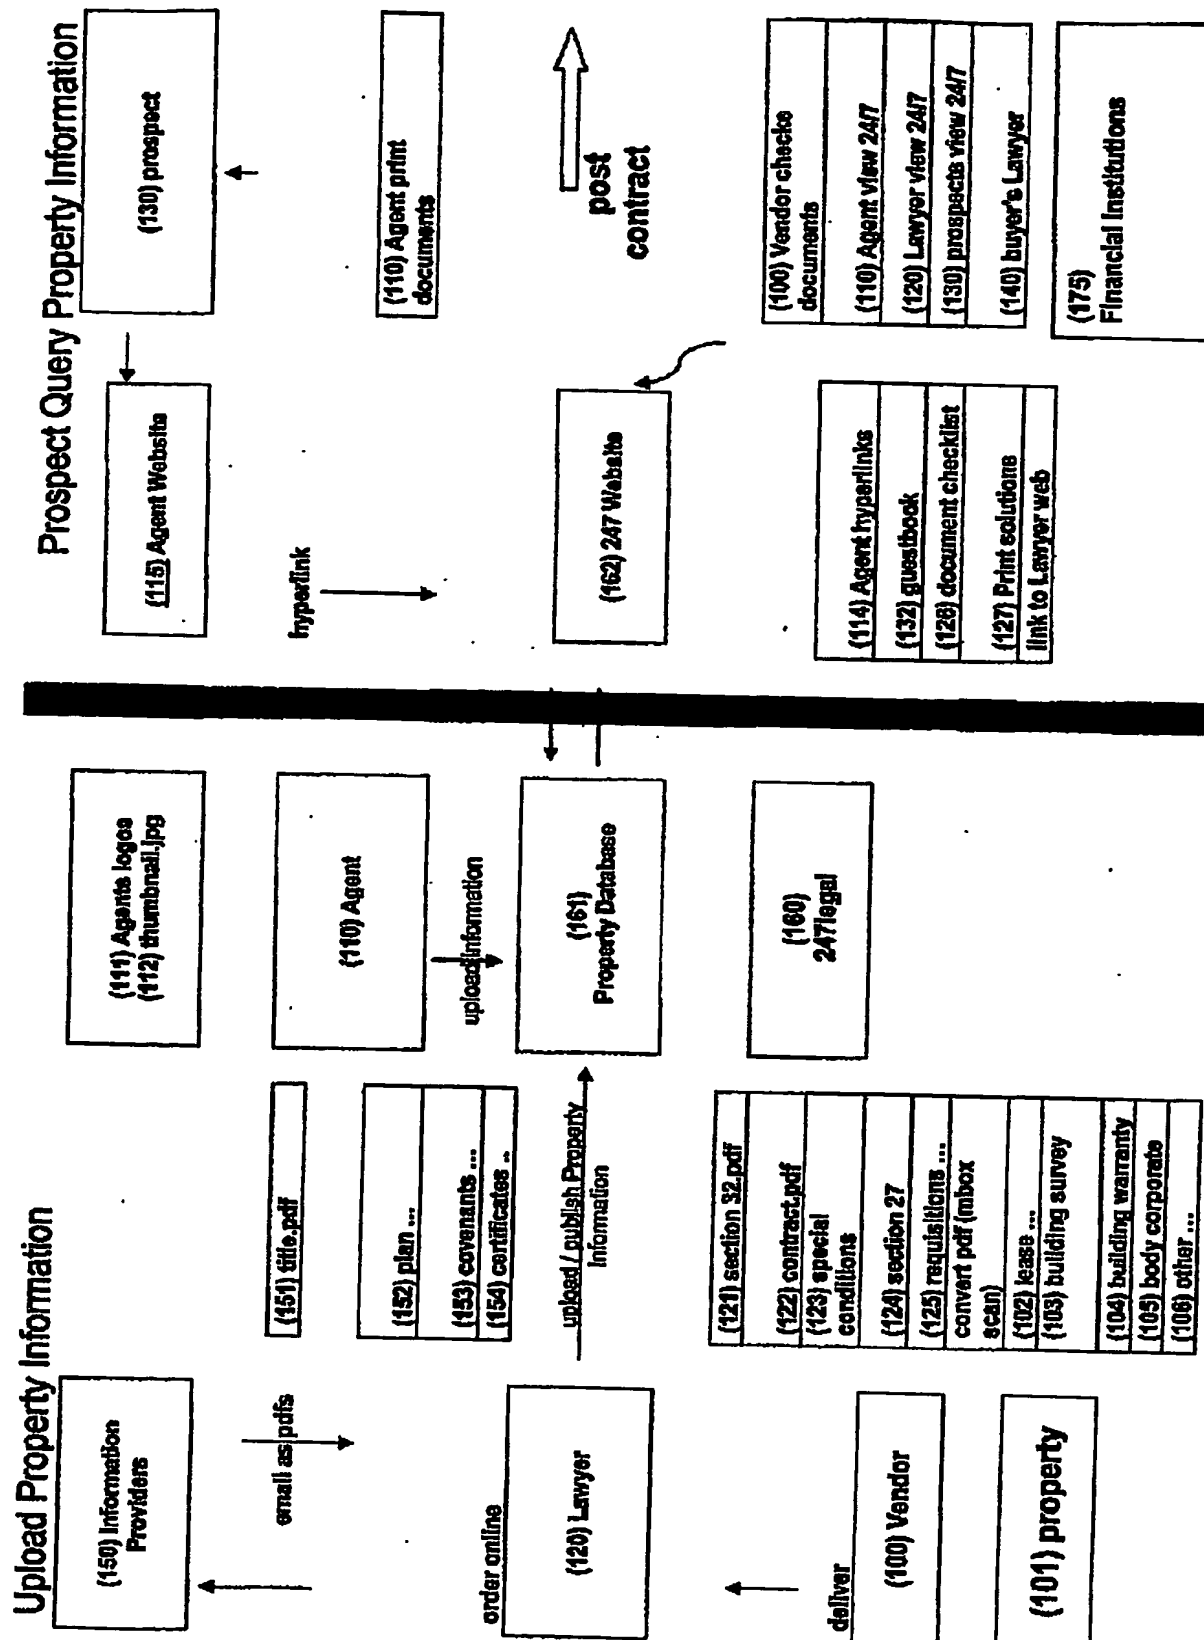 Upload Property Information
(150) Information
Providers
email as pdfs
order online
(120) Lawyer
deliver
(100) Vendor
(101) property
(151) title.pdf
(152) plan ...
(153) covenants ...
(154) certificates ..
upload / publish Property
Information
(121) section 32.pdf
(122) contract.pdf
(123) special
conditions
(124) section 27
(125) requisitions ...
convert pdf (mbox
scan)
(102) lease ...
(103) building survey
(104) building warranty
(105) body corporate
(106) other ...
(111) Agents logos
(112) thumbnail.jpg
(110) Agent
upload information
(161)
Property Database
(160)
247legal
Prospect Query Property Information
(115) Agent Website
hyperlink
(162) 247 Website
(114) Agent hyperlinks
(132) guestbook
(126) document checklist
(127) Print solutions
link to Lawyer web
(130) prospect
(110) Agent print
documents
post
contract
(100) Vendor checks
documents
(110) Agent view 24/7
(120) Lawyer view 24/7
(130) prospects view 24/7
(140) buyer's Lawyer
(175)
Financial Institutions